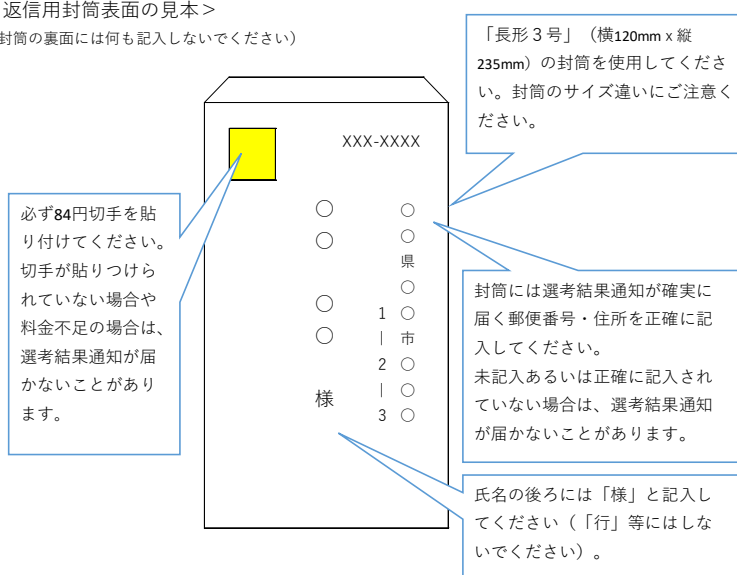 返信用封筒表面の見本＞
封筒の裏面には何も記入しないでください）
「長形３号」（横120mm x 縦
235mm）の封筒を使用してくださ
い。封筒のサイズ違いにご注意く
ださい。
XXX-XXXX
必ず84円切手を貼
り付けてください。
切手が貼りつけら
れていない場合や
料金不足の場合は、
選考結果通知が届
かないことがあり
ます。
○○県○○市○○○
1｜2｜3
○○　○○　様
封筒には選考結果通知が確実に
届く郵便番号・住所を正確に記
入してください。
未記入あるいは正確に記入され
ていない場合は、選考結果通知
が届かないことがあります。
氏名の後ろには「様」と記入し
てください（「行」等にはしな
いでください）。